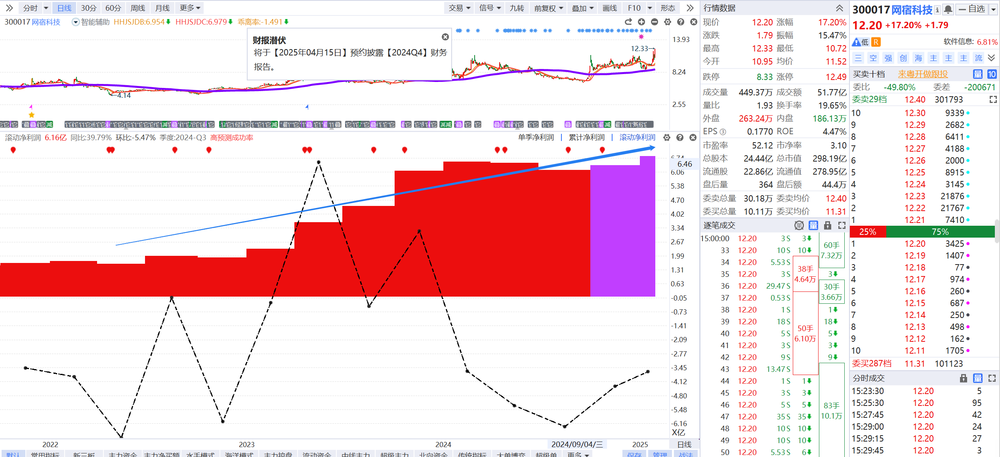 分时 日线 30分 60分 周线 月线 更多 交易 信号 九转 前复权 叠加 画线 F10 形态
300017 网宿科技 智能辅助 HHJSJDB:6.954 HHJSJDC:6.979 乖离率:-1.491
财报潜伏
将于【2025年04月15日】预约披露【2024Q4】财务
报告。
13.93
12.33
8.24
4.14
2.55
滚动净利润 6.16亿 同比:39.79% 环比:-5.47% 季度:2024-Q3 高预测成功率 单季净利润 累计净利润 滚动净利润
6.74
6.46
6.06
5.38
4.70
4.02
3.34
2.67
1.99
1.31
0.63
-0.05
-0.73
-1.41
-2.09
-2.77
-3.45
-4.12
-4.80
-5.48
-6.16
X亿
2022 2023 2024 2024/09/04/三 2025 日线
默认 常用指标 新三板 主力资金 主力净买额 水手模式 海洋模式 主力控盘 流动资金 中线主力 超级主力 北向资金 传统指标 大单博弈 超级单 更多 保存 管理 战法
行情数据
现价 12.20 涨幅 17.20%
涨跌 1.79 振幅 15.47%
最高 12.33 最低 10.72
今开 10.95 均价 11.52
跌停 8.33 涨停 12.49
成交量 449.37万 成交额 51.77亿
量比 1.93 换手率 19.65%
外盘 263.24万 内盘 186.13万
EPS③ 0.1770 ROE 4.47%
市盈率 52.12 市净率 3.10
总股本 24.44亿 总市值 298.19亿
流通股 22.86亿 流通值 278.95亿
盘后量 364 盘后额 44.4万
委卖总量 30.18万 委卖均价 12.40
委买总量 10.11万 委买均价 11.31
逐笔成交 单 量
15:00:00 12.20 3 S 3
33 12.20 10 S 10
34 12.20 5.53 S
35 12.20 3 S 3
36 12.20 29.47 S
37 12.20 0.53 S
38 12.20 1 S 1
39 12.20 18 S 18
40 12.20 5 S 5
41 12.20 3 S 3
42 12.20 9 S 9
43 12.20 13.47 S
44 12.20 1 S 1
45 12.20 3 S 3
46 12.20 5 S 5
47 12.20 35 S 35
48 12.20 10 S 10
49 12.20 10 S 10
50 12.20 5.53 S 6
60手
7.32万
38手
4.64万
30手
3.66万
50手
6.10万
83手
10.1万
300017 网宿科技 自选
12.20 +17.20% +1.79
低 R 软件信息: 6.81%
三 空 强 创 海 主 主 主 流
买卖十档 来粤开做跟投 量 10
委比 -49.80% 委差 -200671
委卖29档 12.40 301793
10 12.30 9339
9 12.29 2682
8 12.28 6411
7 12.27 4188
6 12.26 2000
5 12.25 8915
4 12.24 3145
3 12.23 21876
2 12.22 21767
1 12.21 7410
25% 75%
1 12.20 3425
2 12.19 1407
3 12.18 77
4 12.17 974
5 12.16 260
6 12.15 687
7 12.14 250
8 12.13 498
9 12.12 162
10 12.11 1705
委买287档 11.31 101123
分时成交 量
15:23:30 12.20 5
15:25:30 12.20 95
15:27:45 12.20 42
15:29:00 12.20 24
15:29:15 12.20 27
15:29:45 12.20 3